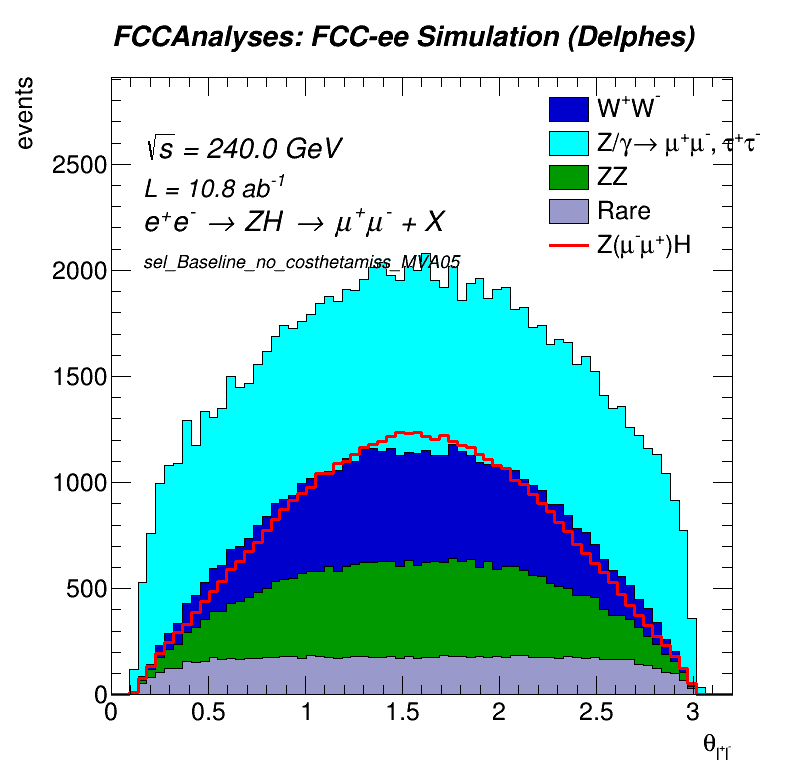 FCCAnalyses: FCC-ee Simulation (Delphes)
events
√s = 240.0 GeV
L = 10.8 ab⁻¹
e⁺e⁻ → ZH → μ⁺μ⁻ + X
sel_Baseline_no_costhetamiss_MVA05
W⁺W⁻
Z/γ→ μ⁺μ⁻, τ⁺τ⁻
ZZ
Rare
Z(μ⁻μ⁺)H
2500
2000
1500
1000
500
0
0 0.5 1 1.5 2 2.5 3
θ_l⁺l⁻